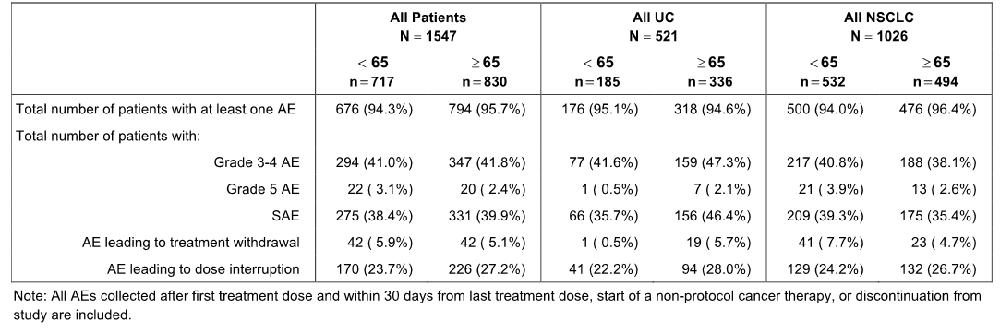 All Patients All UC All NSCLC
N = 1547 N = 521 N = 1026
< 65 ≥ 65 < 65 ≥ 65 < 65 ≥ 65
n=717 n=830 n=185 n=336 n=532 n=494
Total number of patients with at least one AE 676 (94.3%) 794 (95.7%) 176 (95.1%) 318 (94.6%) 500 (94.0%) 476 (96.4%)
Total number of patients with:
Grade 3-4 AE 294 (41.0%) 347 (41.8%) 77 (41.6%) 159 (47.3%) 217 (40.8%) 188 (38.1%)
Grade 5 AE 22 ( 3.1%) 20 ( 2.4%) 1 ( 0.5%) 7 ( 2.1%) 21 ( 3.9%) 13 ( 2.6%)
SAE 275 (38.4%) 331 (39.9%) 66 (35.7%) 156 (46.4%) 209 (39.3%) 175 (35.4%)
AE leading to treatment withdrawal 42 ( 5.9%) 42 ( 5.1%) 1 ( 0.5%) 19 ( 5.7%) 41 ( 7.7%) 23 ( 4.7%)
AE leading to dose interruption 170 (23.7%) 226 (27.2%) 41 (22.2%) 94 (28.0%) 129 (24.2%) 132 (26.7%)
Note: All AEs collected after first treatment dose and within 30 days from last treatment dose, start of a non-protocol cancer therapy, or discontinuation from
study are included.